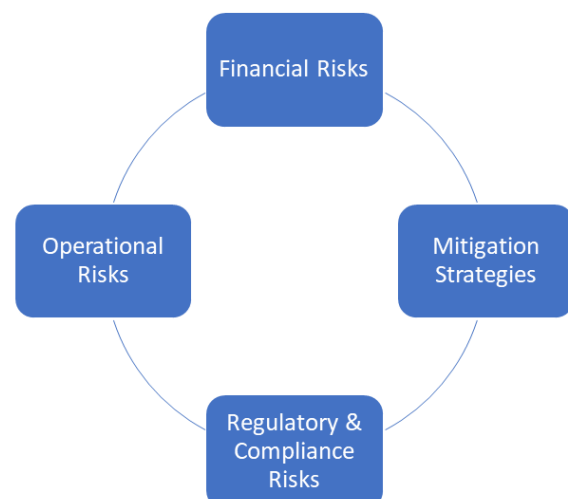 Financial Risks
Operational
Risks
Mitigation
Strategies
Regulatory &
Compliance
Risks